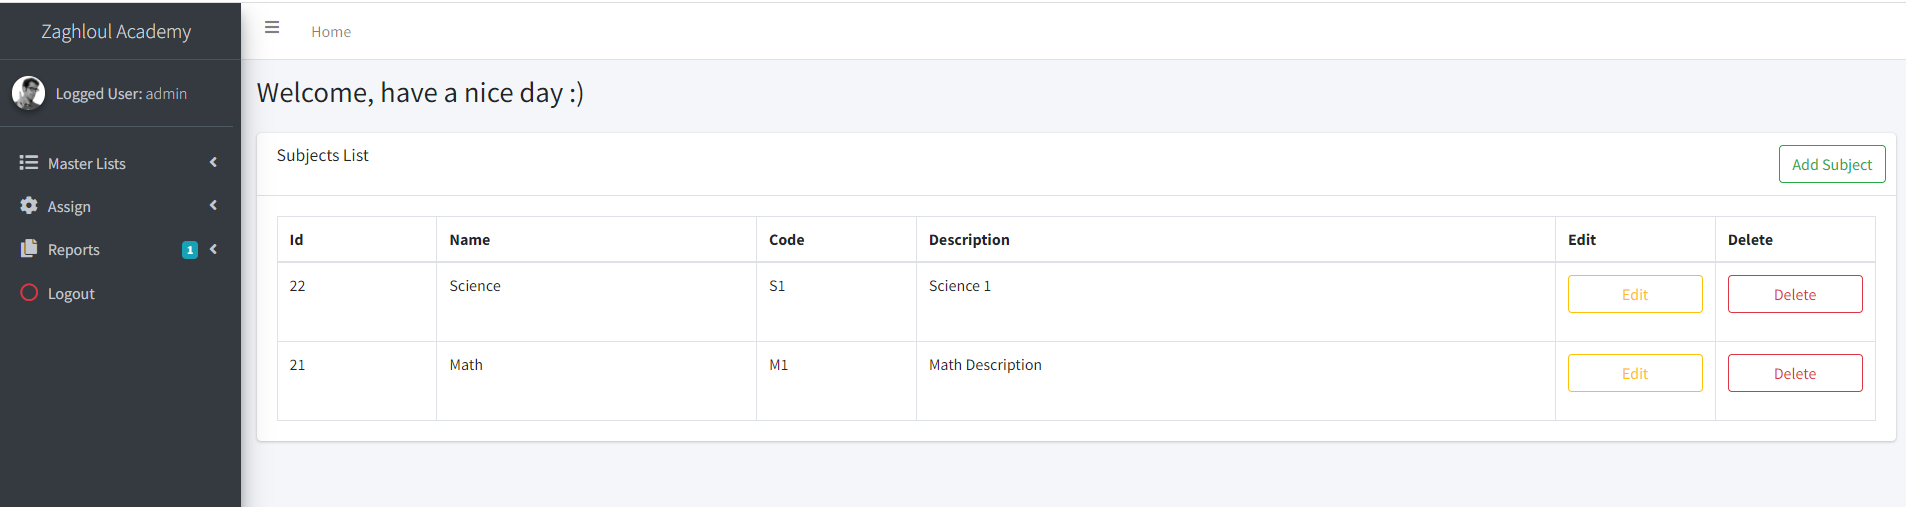 Zaghloul Academy
Home
Logged User: admin
Welcome, have a nice day :)
Master Lists
Assign
Reports 1
Logout
Subjects List
Add Subject
Id Name Code Description Edit Delete
22 Science S1 Science 1 Edit Delete
21 Math M1 Math Description Edit Delete